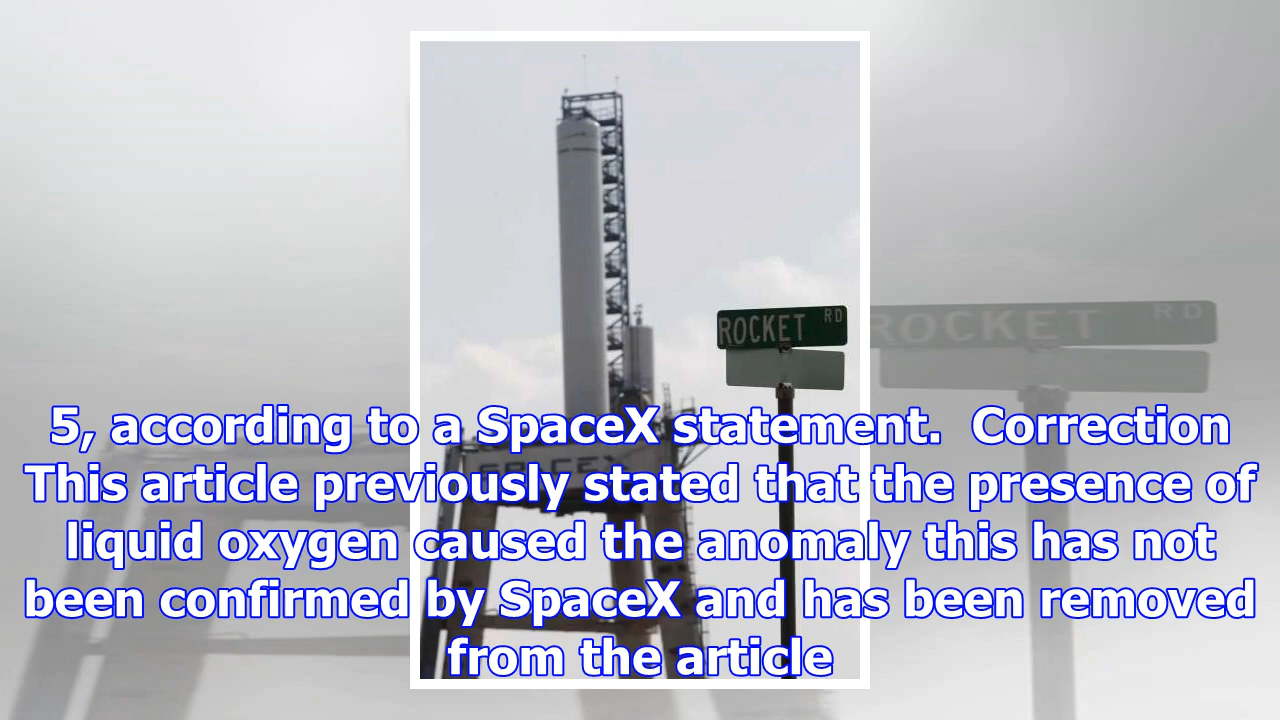 ROCKET RD
ROCKET RD
5, according to a SpaceX statement.  Correction
This article previously stated that the presence of
SPACEX
liquid oxygen caused the anomaly this has not
been confirmed by SpaceX and has been removed
from the article